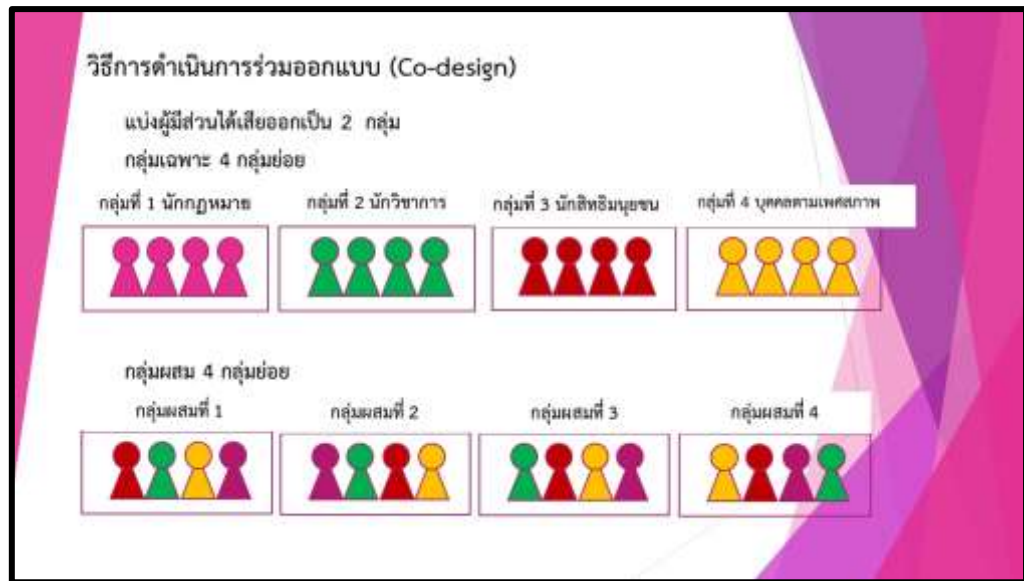 วิธีการดำเนินการร่วมออกแบบ (Co-design)
แบ่งผู้มีส่วนได้เสียออกเป็น 2 กลุ่ม
กลุ่มเฉพาะ 4 กลุ่มย่อย
กลุ่มที่ 1 นักกฎหมาย
กลุ่มที่ 2 นักวิชาการ
กลุ่มที่ 3 นักสิทธิมนุยชน
กลุ่มที่ 4 บุคคลตามเพศสภาพ
กลุ่มผสม 4 กลุ่มย่อย
กลุ่มผสมที่ 1
กลุ่มผสมที่ 2
กลุ่มผสมที่ 3
กลุ่มผสมที่ 4